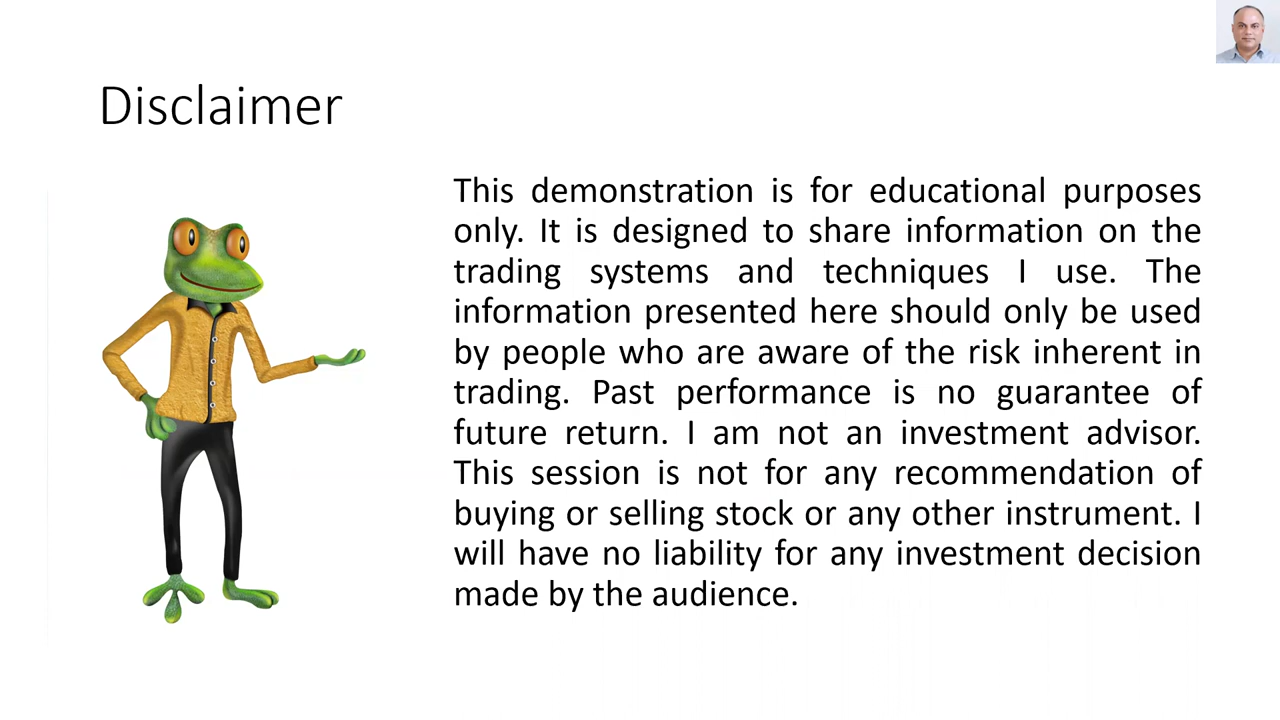 Disclaimer
This demonstration is for educational purposes
only. It is designed to share information on the
trading systems and techniques I use. The
information presented here should only be used
by people who are aware of the risk inherent in
trading. Past performance is no guarantee of
future return. I am not an investment advisor.
This session is not for any recommendation of
buying or selling stock or any other instrument. I
will have no liability for any investment decision
made by the audience.